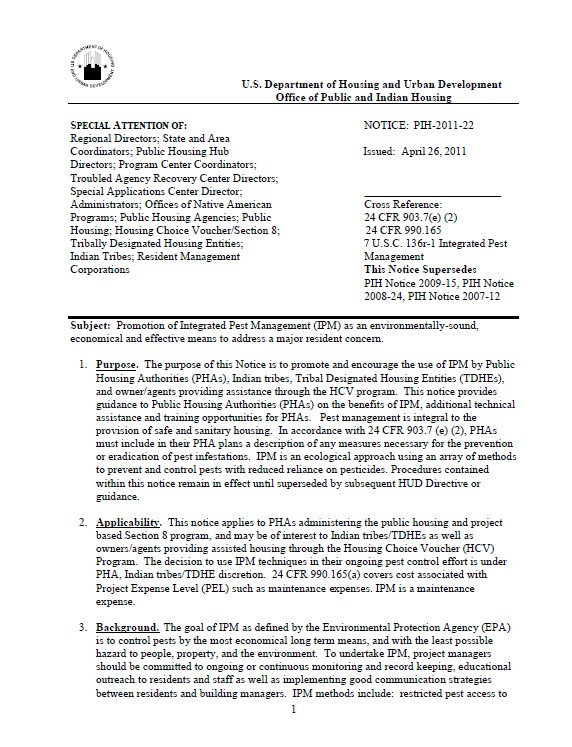 U.S. Department of Housing and Urban Development
Office of Public and Indian Housing
SPECIAL ATTENTION OF:
Regional Directors; State and Area
Coordinators; Public Housing Hub
Directors; Program Center Coordinators;
Troubled Agency Recovery Center Directors;
Special Applications Center Director;
Administrators; Offices of Native American
Programs; Public Housing Agencies; Public
Housing; Housing Choice Voucher/Section 8;
Tribally Designated Housing Entities;
Indian Tribes; Resident Management
Corporations
NOTICE: PIH-2011-22
Issued: April 26, 2011
Cross Reference:
24 CFR 903.7(e) (2)
24 CFR 990.165
7 U.S.C. 136r-1 Integrated Pest
Management
This Notice Supersedes
PIH Notice 2009-15, PIH Notice
2008-24, PIH Notice 2007-12
Subject: Promotion of Integrated Pest Management (IPM) as an environmentally-sound,
economical and effective means to address a major resident concern.
1. Purpose. The purpose of this Notice is to promote and encourage the use of IPM by Public
Housing Authorities (PHAs), Indian tribes, Tribal Designated Housing Entities (TDHEs),
and owner/agents providing assistance through the HCV program. This notice provides
guidance to Public Housing Authorities (PHAs) on the benefits of IPM, additional technical
assistance and training opportunities for PHAs. Pest management is integral to the
provision of safe and sanitary housing. In accordance with 24 CFR 903.7 (e) (2), PHAs
must include in their PHA plans a description of any measures necessary for the prevention
or eradication of pest infestations. IPM is an ecological approach using an array of methods
to prevent and control pests with reduced reliance on pesticides. Procedures contained
within this notice remain in effect until superseded by subsequent HUD Directive or
guidance.
2. Applicability. This notice applies to PHAs administering the public housing and project
based Section 8 program, and may be of interest to Indian tribes/TDHEs as well as
owners/agents providing assisted housing through the Housing Choice Voucher (HCV)
Program. The decision to use IPM techniques in their ongoing pest control effort is under
PHA, Indian tribes/TDHE discretion. 24 CFR 990.165(a) covers cost associated with
Project Expense Level (PEL) such as maintenance expenses. IPM is a maintenance
expense.
3. Background. The goal of IPM as defined by the Environmental Protection Agency (EPA)
is to control pests by the most economical long term means, and with the least possible
hazard to people, property, and the environment. To undertake IPM, project managers
should be committed to ongoing or continuous monitoring and record keeping, educational
outreach to residents and staff as well as implementing good communication strategies
between residents and building managers. IPM methods include: restricted pest access to
1